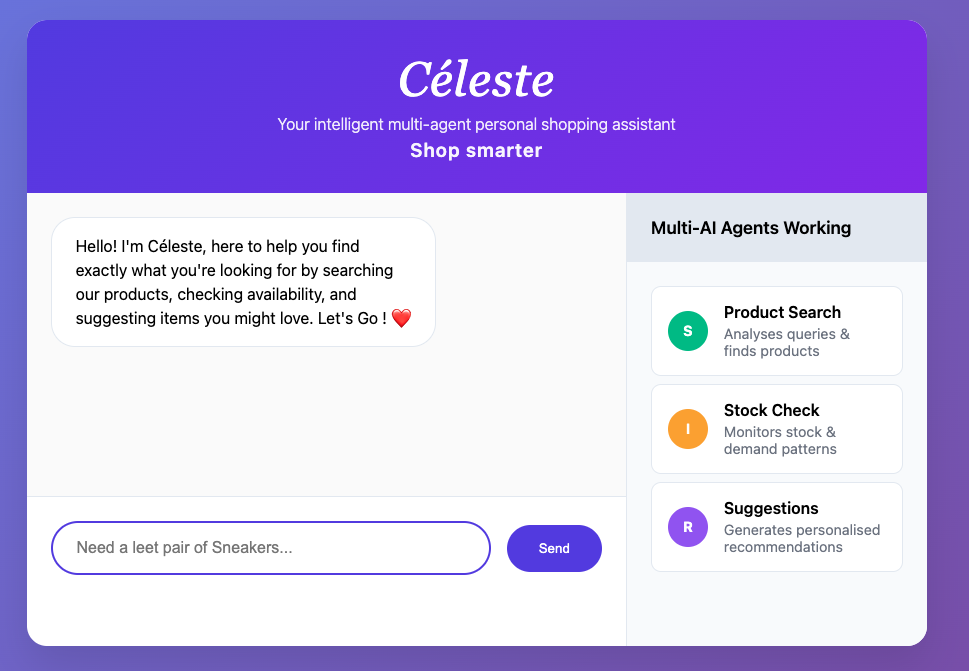 Céleste
Your intelligent multi-agent personal shopping assistant
Shop smarter
Hello! I'm Céleste, here to help you find
exactly what you're looking for by searching
our products, checking availability, and
suggesting items you might love. Let's Go ! ❤️
Need a leet pair of Sneakers...
Send
Multi-AI Agents Working
S
Product Search
Analyses queries &
finds products
I
Stock Check
Monitors stock &
demand patterns
R
Suggestions
Generates personalised
recommendations